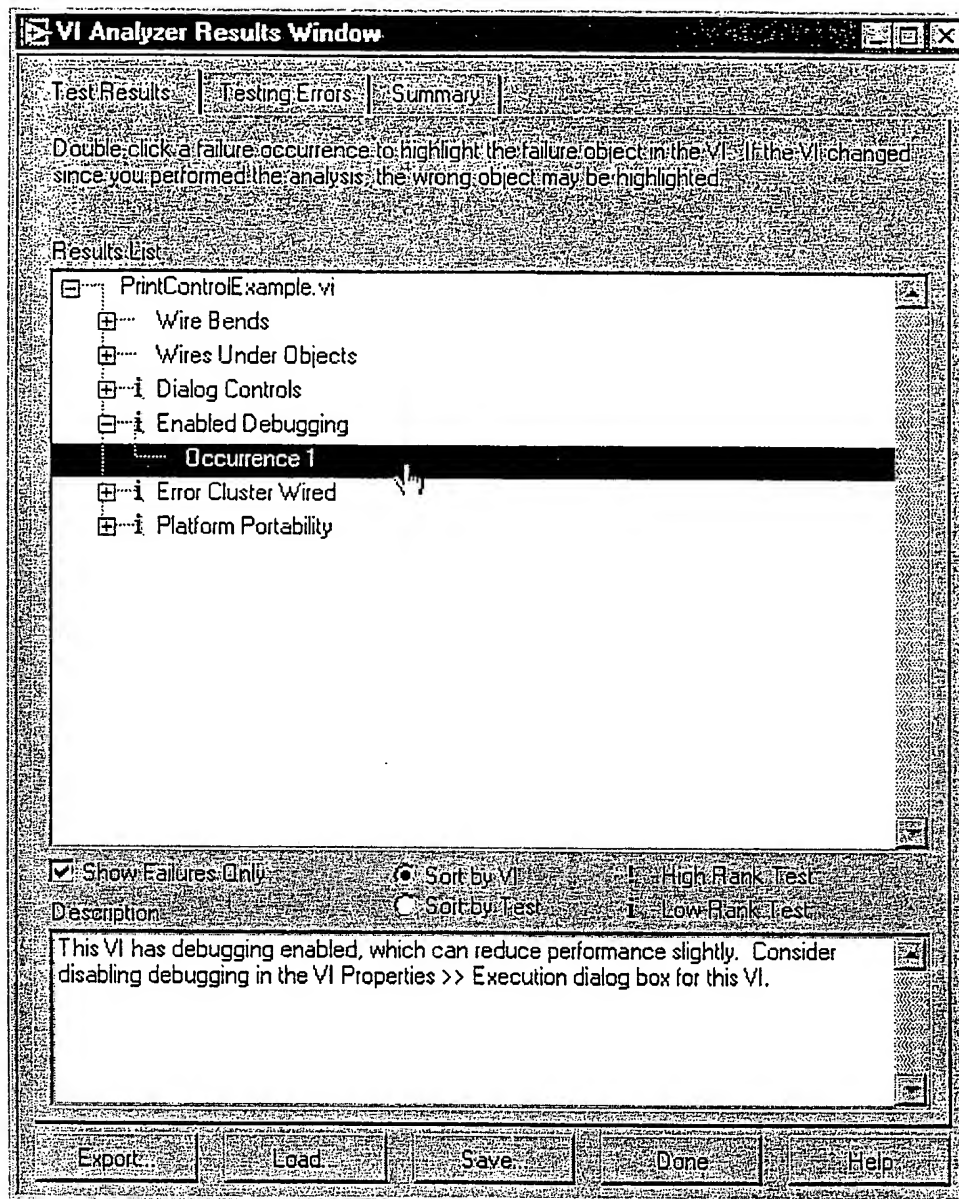 VI Analyzer Results Window
Test Results Testing Errors Summary
Double-click a failure occurrence to highlight the failure object in the VI. If the VI changed
since you performed the analysis, the wrong object may be highlighted.
Results List
PrintControlExample.vi
Wire Bends
Wires Under Objects
i Dialog Controls
i Enabled Debugging
Occurrence 1
i Error Cluster Wired
i Platform Portability
Show Failures Only Sort by VI ! High Rank Test
Description Sort by Test i Low Rank Test
This VI has debugging enabled, which can reduce performance slightly. Consider
disabling debugging in the VI Properties >> Execution dialog box for this VI.
Export... Load... Save... Done Help